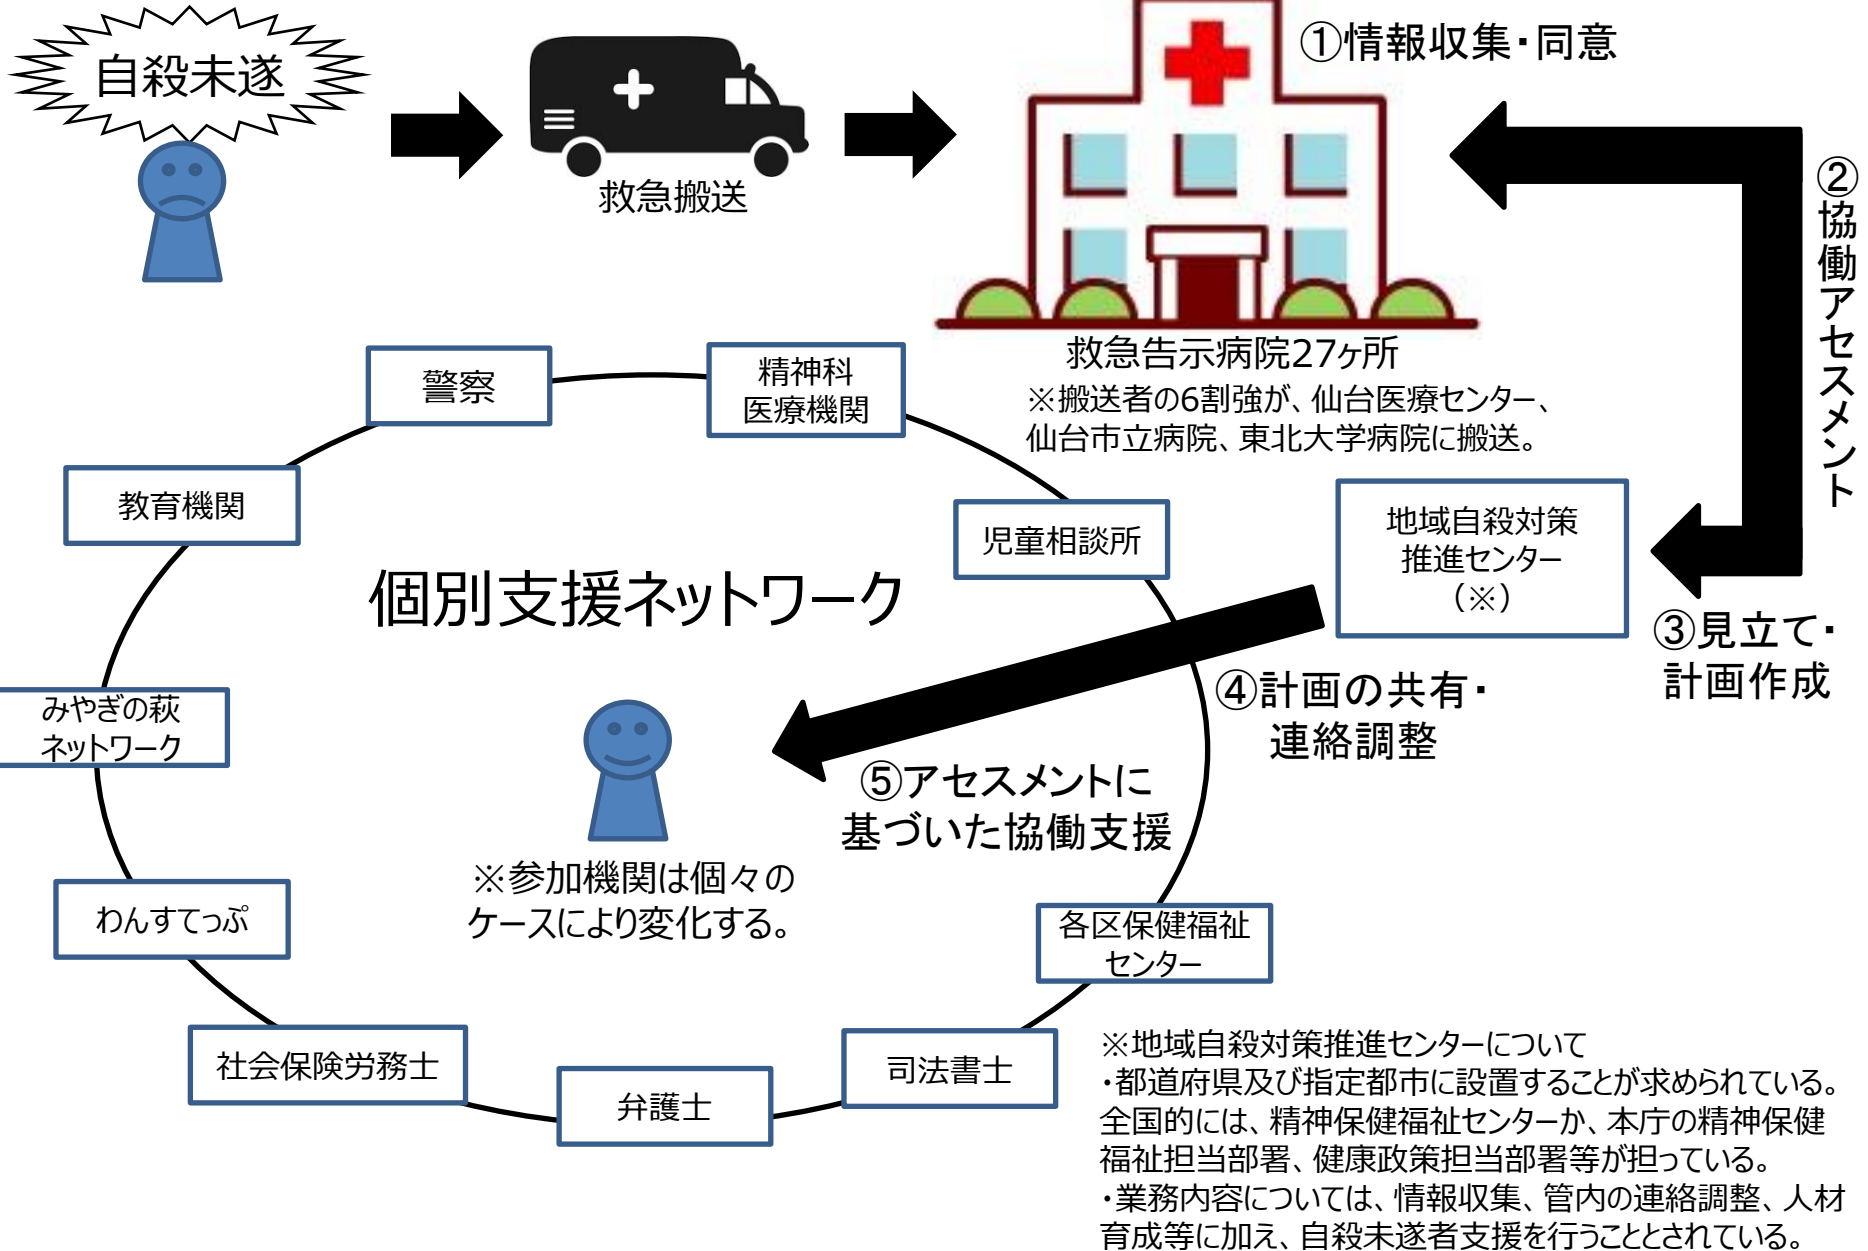 自殺未遂
救急搬送
①情報収集・同意
②協働アセスメント
救急告示病院27ヶ所
※搬送者の6割強が、仙台医療センター、
仙台市立病院、東北大学病院に搬送。
地域自殺対策
推進センター
（※）
③見立て・
計画作成
④計画の共有・
連絡調整
⑤アセスメントに
基づいた協働支援
個別支援ネットワーク
警察
精神科
医療機関
児童相談所
教育機関
みやぎの萩
ネットワーク
わんすてっぷ
社会保険労務士
弁護士
司法書士
各区保健福祉
センター
※参加機関は個々の
ケースにより変化する。
※地域自殺対策推進センターについて
・都道府県及び指定都市に設置することが求められている。
全国的には、精神保健福祉センターか、本庁の精神保健
福祉担当部署、健康政策担当部署等が担っている。
・業務内容については、情報収集、管内の連絡調整、人材
育成等に加え、自殺未遂者支援を行うこととされている。